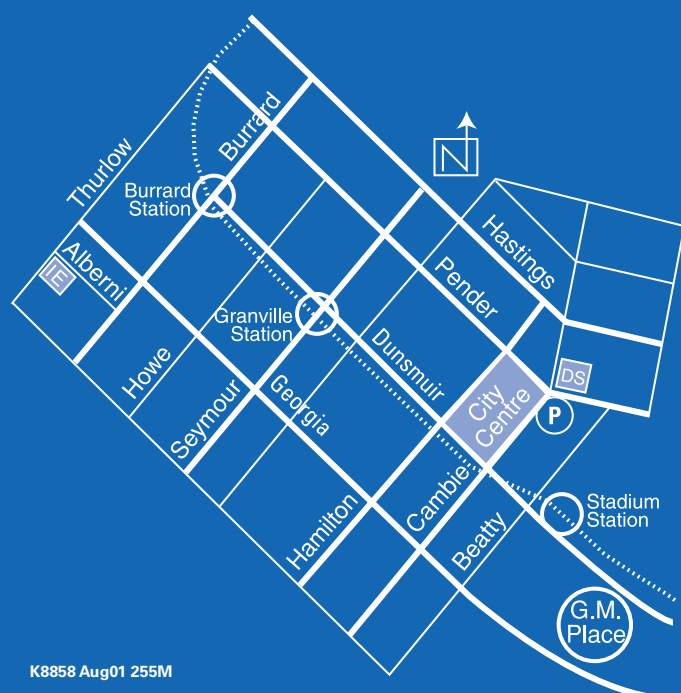 Burrard
Thurlow
N
Burrard
Station
Hastings
Alberni
IE
Pender
Granville
Station
Dunsmuir
Howe
DS
Georgia
City
Centre
Seymour
P
Hamilton
Cambie
Stadium
Station
Beatty
G.M.
Place
K8858 Aug01 255M